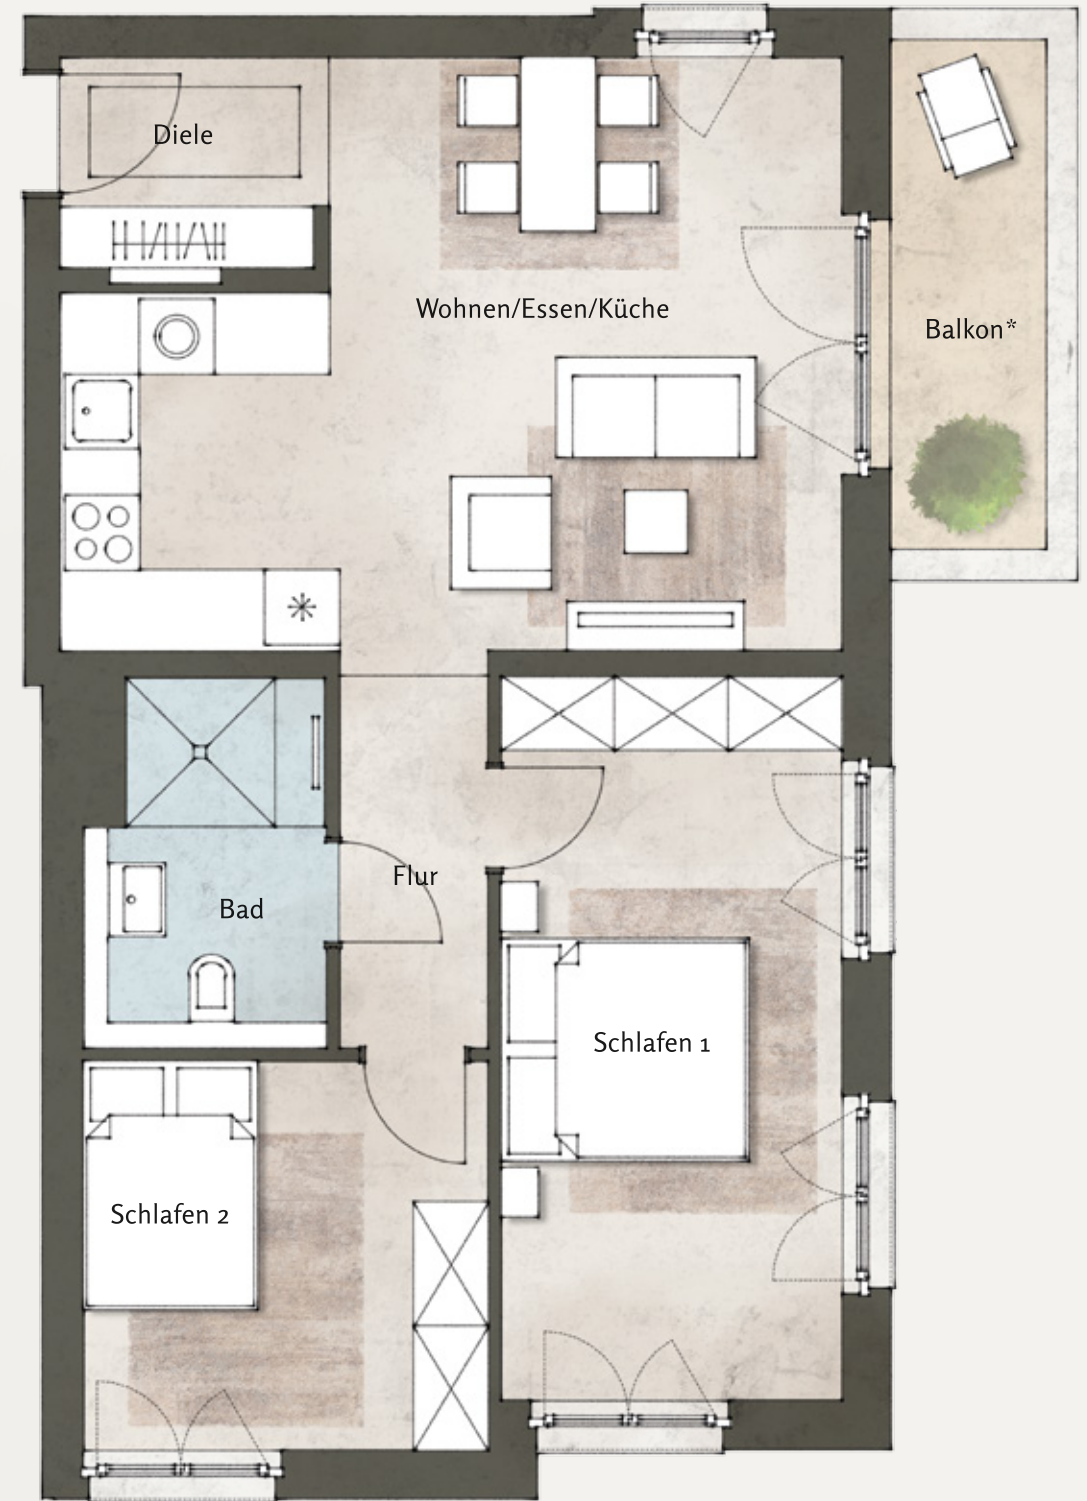 Diele
Wohnen/Essen/Küche
Balkon*
Flur
Bad
Schlafen 1
Schlafen 2